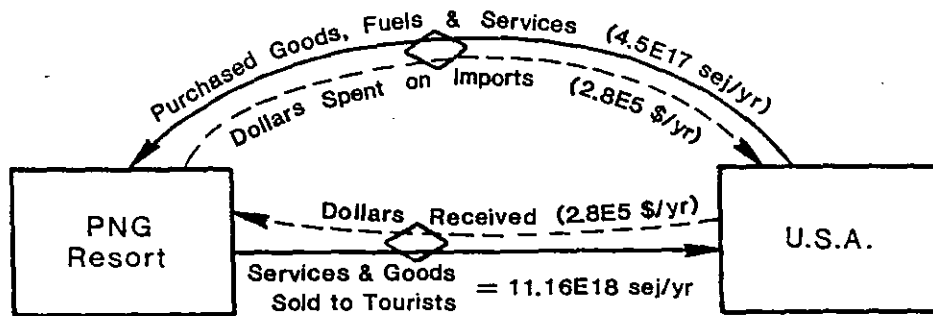 Purchased Goods, Fuels & Services (4.5E17 sej/yr)
Dollars Spent on Imports (2.8E5 $/yr)
PNG
Resort
Dollars Received (2.8E5 $/yr)
U.S.A.
Services & Goods
Sold to Tourists = 11.16E18 sej/yr